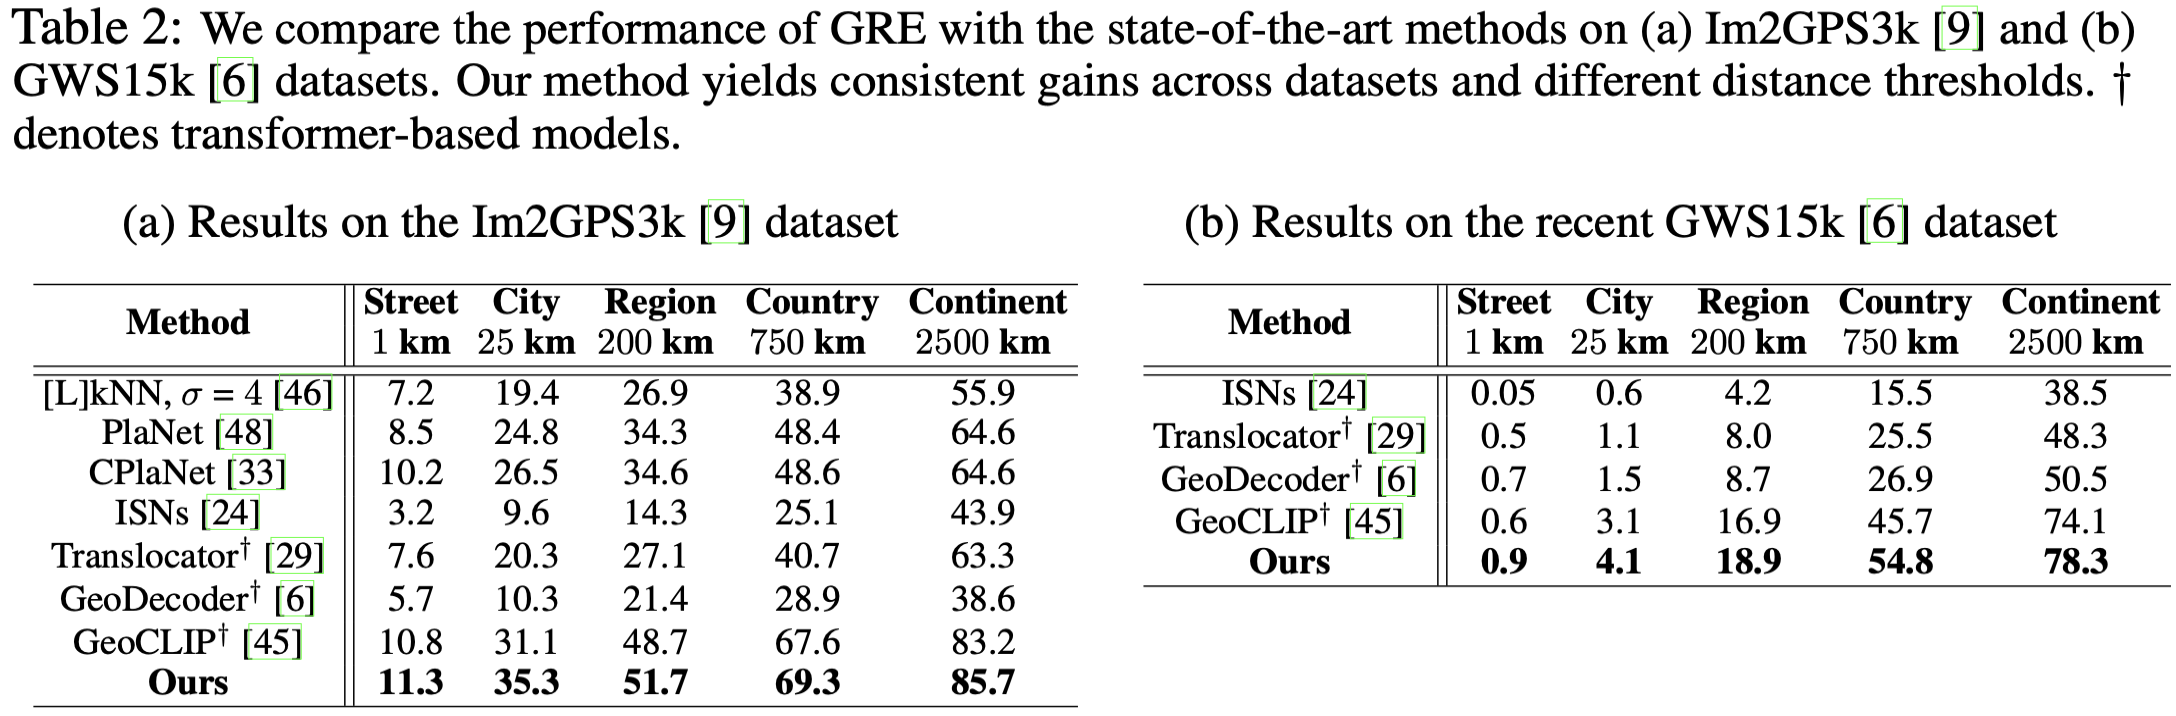 Table 2: We compare the performance of GRE with the state-of-the-art methods on (a) Im2GPS3k [9] and (b)
GWS15k [6] datasets. Our method yields consistent gains across datasets and different distance thresholds. †
denotes transformer-based models.
(a) Results on the Im2GPS3k [9] dataset
Method Street City Region Country Continent
1 km 25 km 200 km 750 km 2500 km
[L]kNN, σ = 4 [46] 7.2 19.4 26.9 38.9 55.9
PlaNet [48] 8.5 24.8 34.3 48.4 64.6
CPlaNet [33] 10.2 26.5 34.6 48.6 64.6
ISNs [24] 3.2 9.6 14.3 25.1 43.9
Translocator† [29] 7.6 20.3 27.1 40.7 63.3
GeoDecoder† [6] 5.7 10.3 21.4 28.9 38.6
GeoCLIP† [45] 10.8 31.1 48.7 67.6 83.2
Ours 11.3 35.3 51.7 69.3 85.7
(b) Results on the recent GWS15k [6] dataset
Method Street City Region Country Continent
1 km 25 km 200 km 750 km 2500 km
ISNs [24] 0.05 0.6 4.2 15.5 38.5
Translocator† [29] 0.5 1.1 8.0 25.5 48.3
GeoDecoder† [6] 0.7 1.5 8.7 26.9 50.5
GeoCLIP† [45] 0.6 3.1 16.9 45.7 74.1
Ours 0.9 4.1 18.9 54.8 78.3